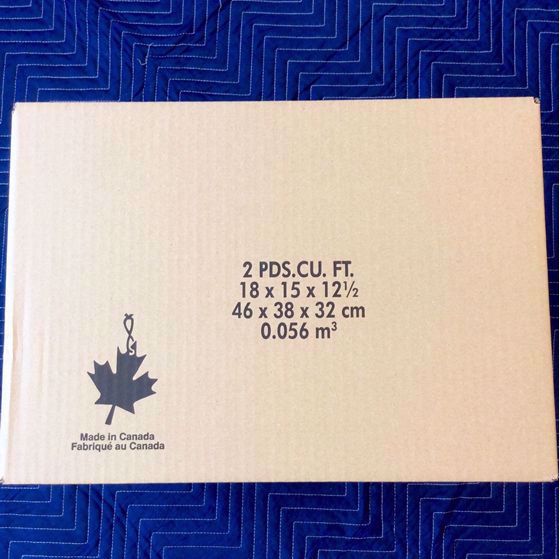 2 PDS.CU. FT.
18 x 15 x 12½
46 x 38 x 32 cm
0.056 m³
Made in Canada
Fabriqué au Canada